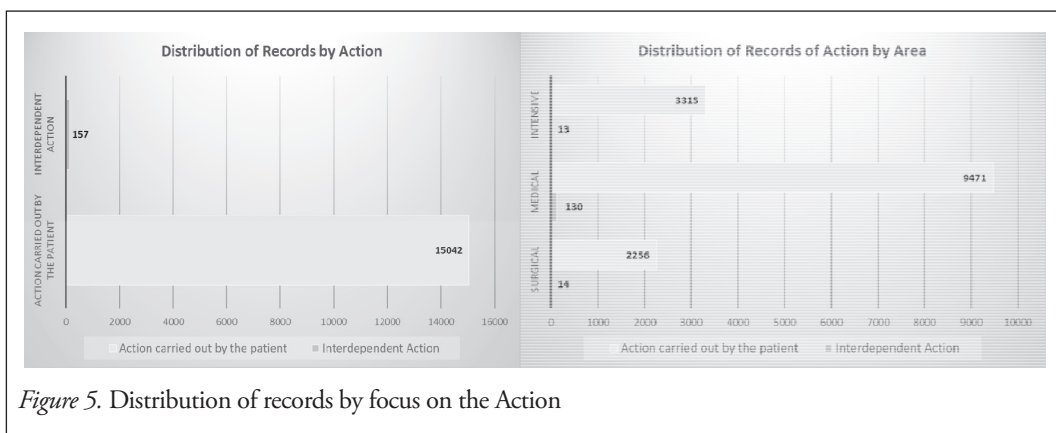 Distribution of Records by Action
INTERDEPENDENT
ACTION
157
ACTION CARRIED OUT BY
THE PATIENT
15042
0 2000 4000 6000 8000 10000 12000 14000 16000
Action carried out by the patient Interdependent Action
Distribution of Records of Action by Area
INTENSIVE
3315
13
MEDICAL
9471
130
SURGICAL
2256
14
0 1000 2000 3000 4000 5000 6000 7000 8000 9000 10000
Action carried out by the patient Interdependent Action
Figure 5. Distribution of records by focus on the Action